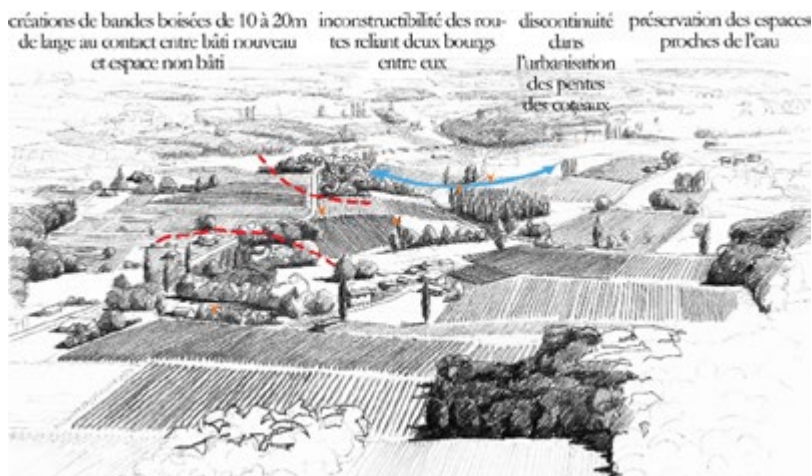 créations de bandes boisées de 10 à 20m
de large au contact entre bâti nouveau
et espace non bâti
inconstructibilité des rou-
tes reliant deux bourgs
entre eux
discontinuité
dans
l'urbanisation
des pentes
des coteaux
préservation des espaces
proches de l'eau